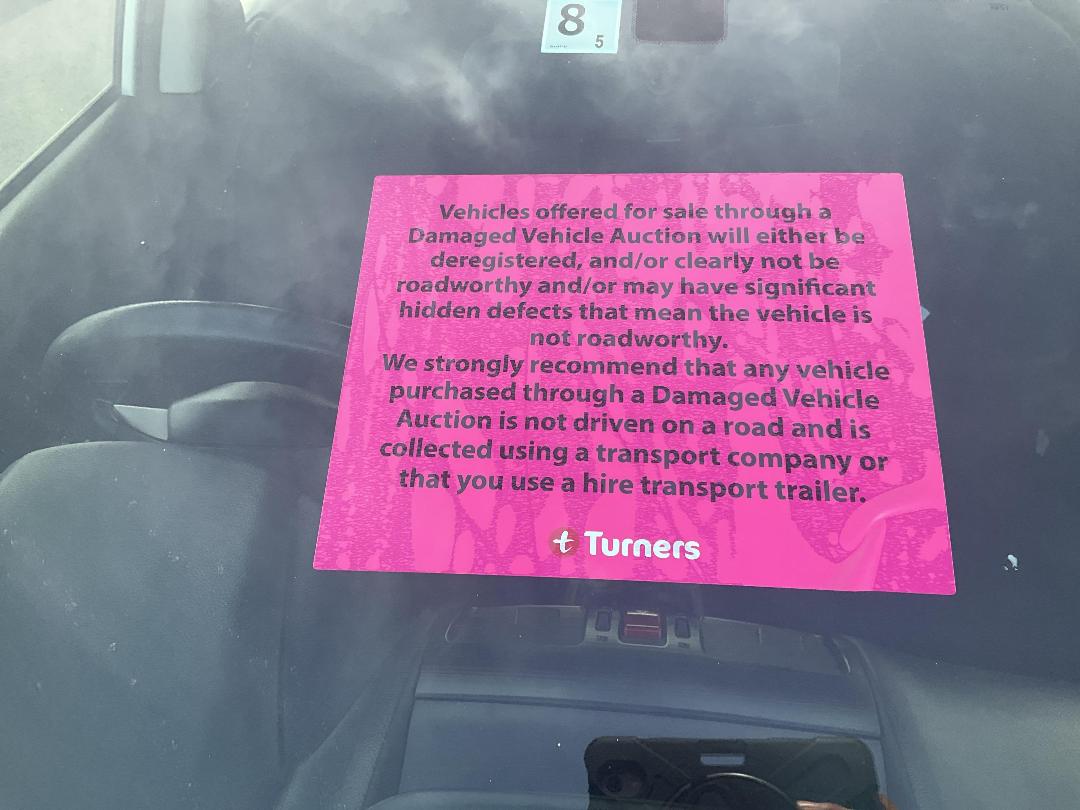 8
5
Vehicles offered for sale through a
Damaged Vehicle Auction will either be
deregistered, and/or clearly not be
roadworthy and/or may have significant
hidden defects that mean the vehicle is
not roadworthy.
We strongly recommend that any vehicle
purchased through a Damaged Vehicle
Auction is not driven on a road and is
collected using a transport company or
that you use a hire transport trailer.
t Turners